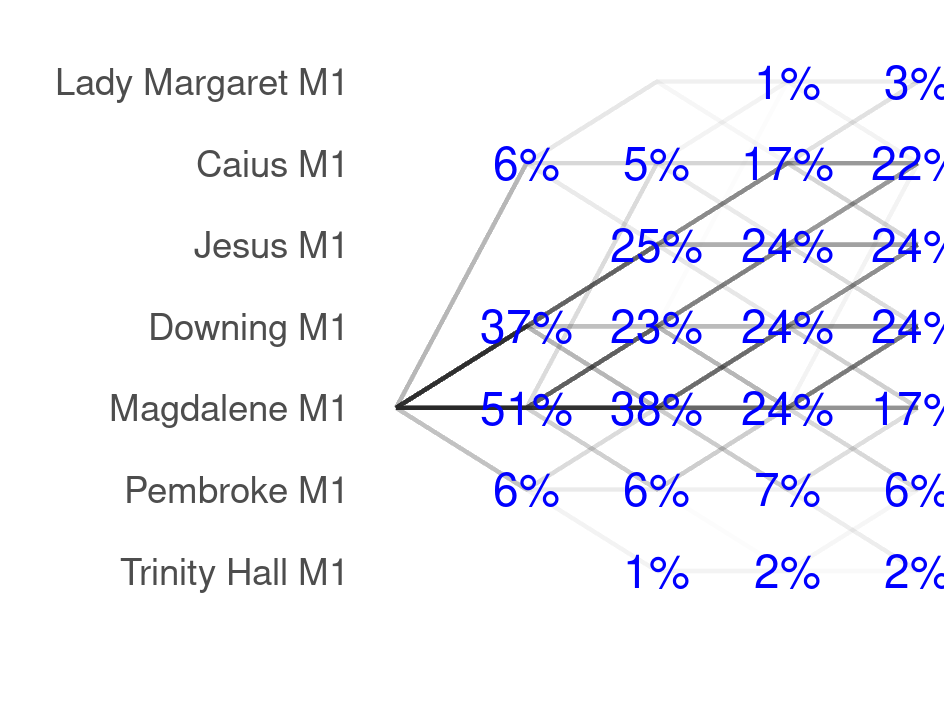 Lady Margaret M1 1% 3%
Caius M1 6% 5% 17% 22%
Jesus M1 25% 24% 24%
Downing M1 37% 23% 24% 24%
Magdalene M1 51% 38% 24% 17%
Pembroke M1 6% 6% 7% 6%
Trinity Hall M1 1% 2% 2%